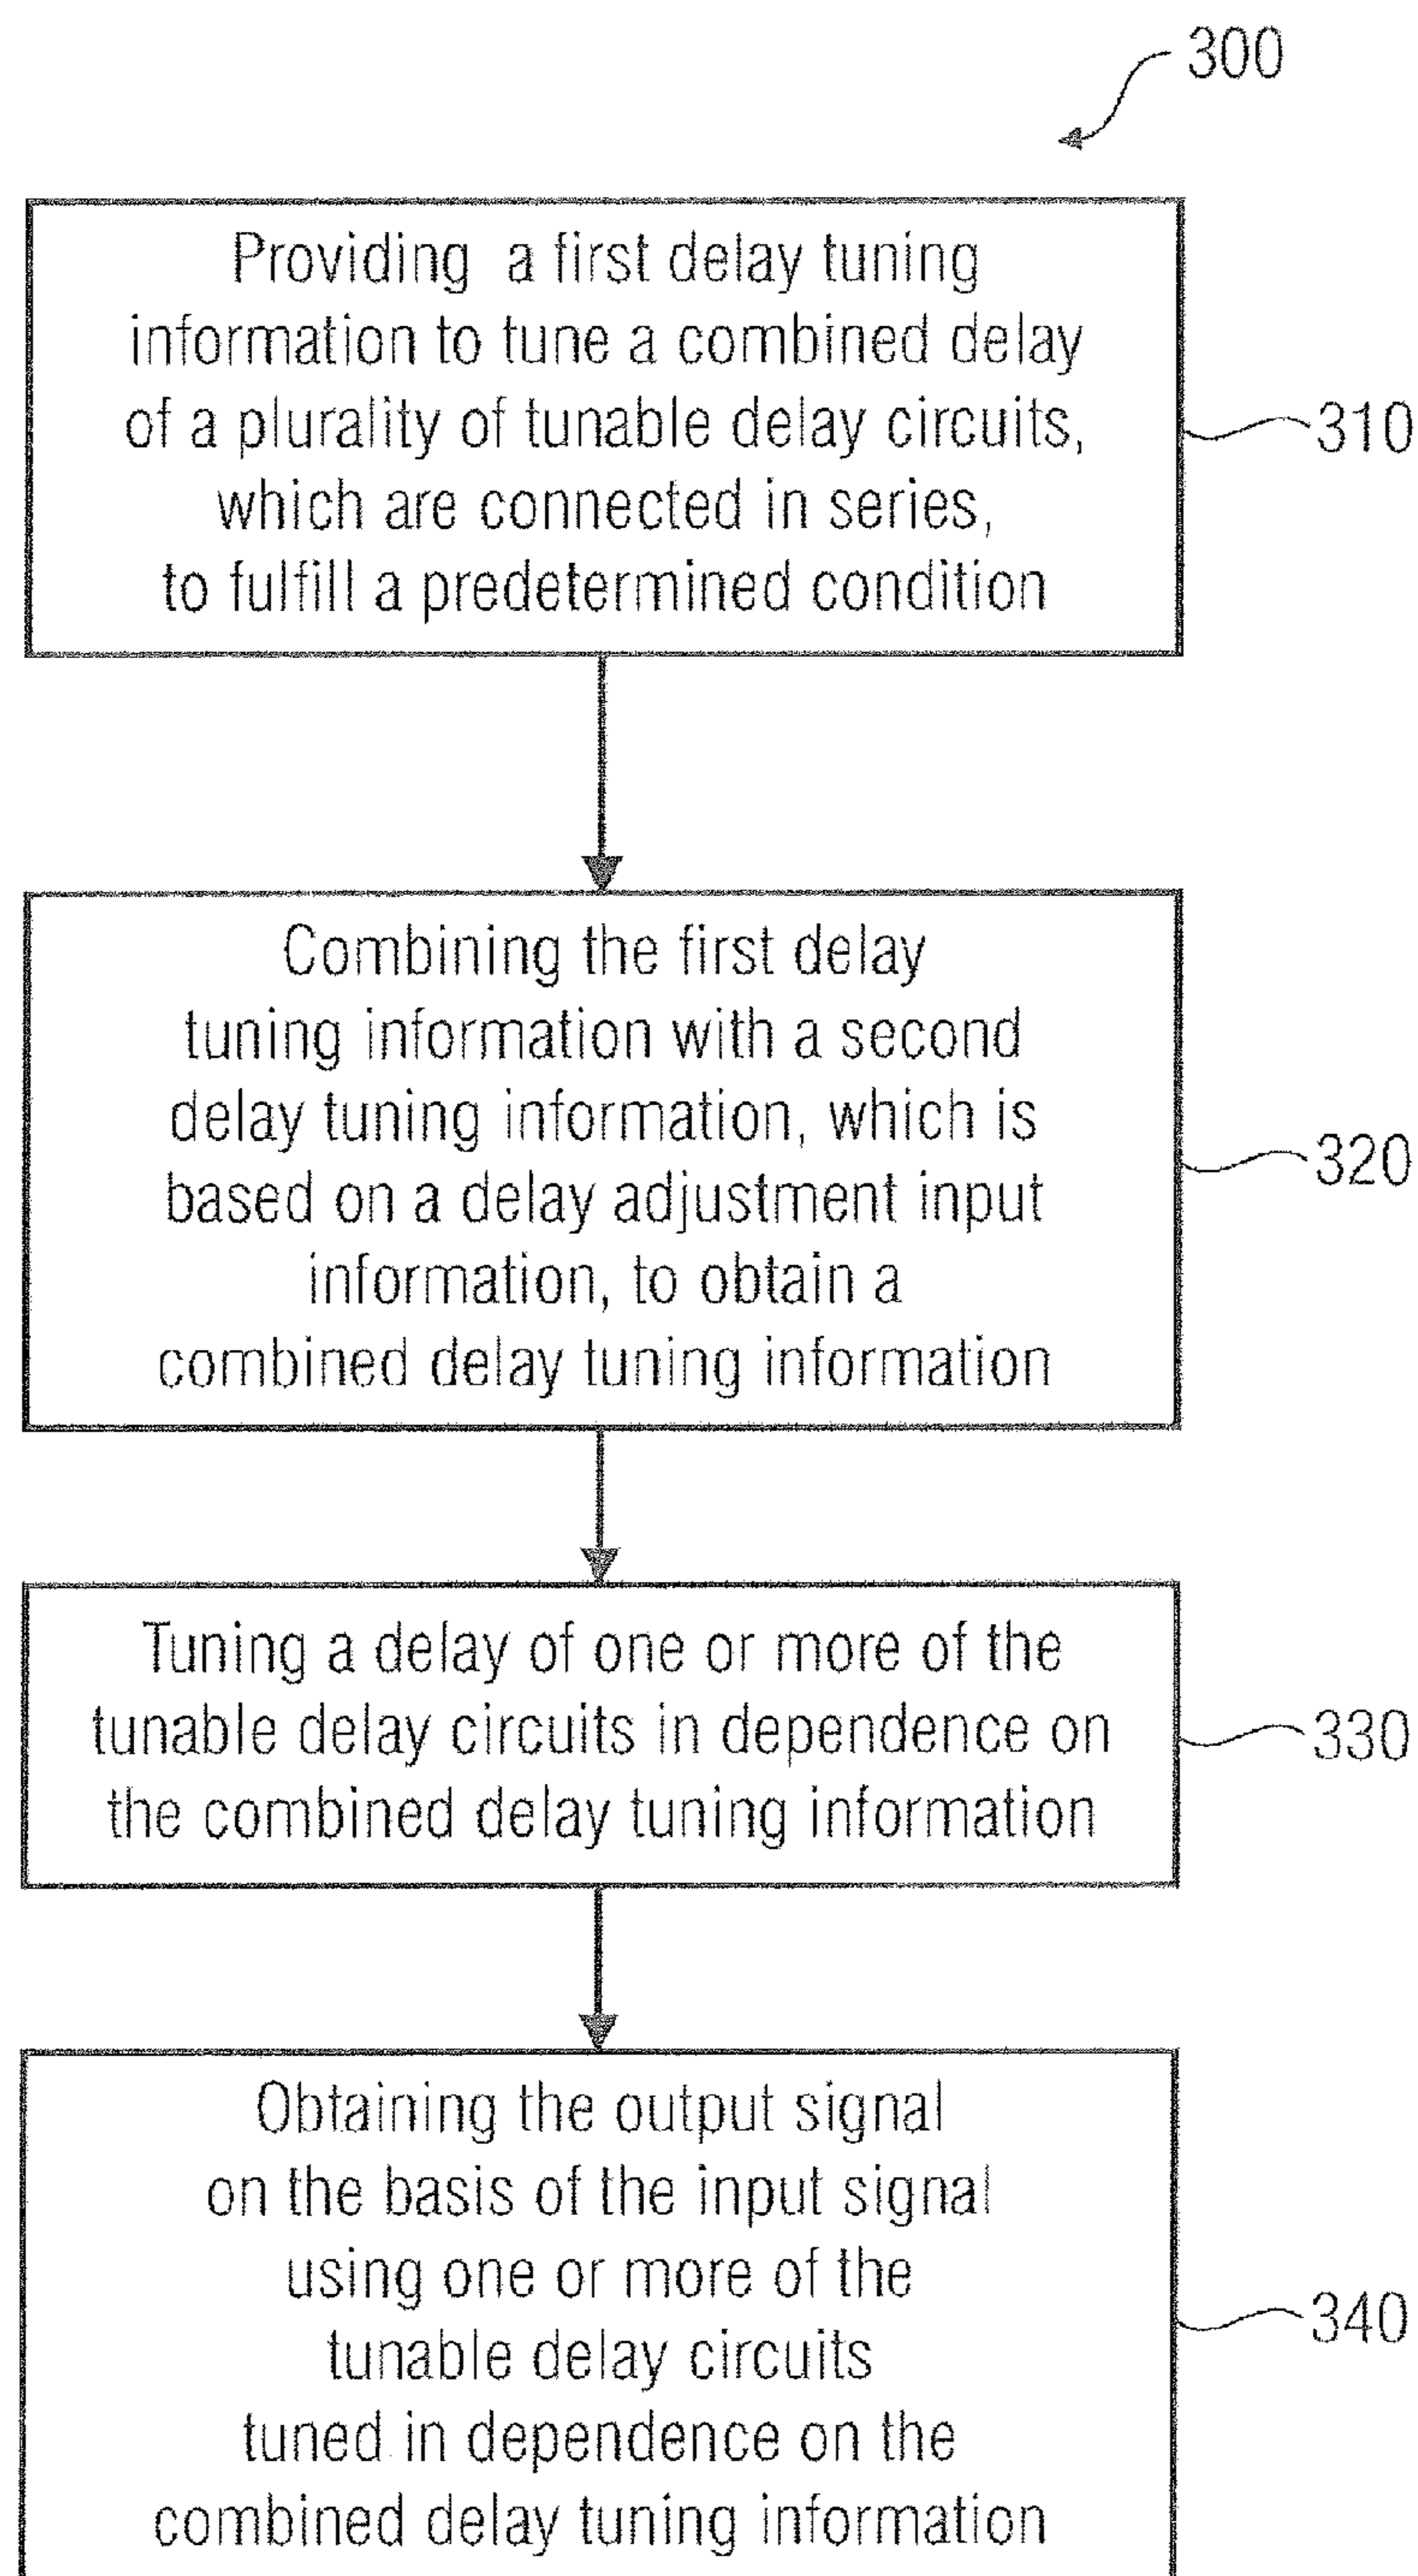 300
Providing a first delay tuning
information to tune a combined delay
of a plurality of tunable delay circuits,
which are connected in series,
to fulfill a predetermined condition
310
Combining the first delay
tuning information with a second
delay tuning information, which is
based on a delay adjustment input
information, to obtain a
combined delay tuning information
320
Tuning a delay of one or more of the
tunable delay circuits in dependence on
the combined delay tuning information
330
Obtaining the output signal
on the basis of the input signal
using one or more of the
tunable delay circuits
tuned in dependence on the
combined delay tuning information
340